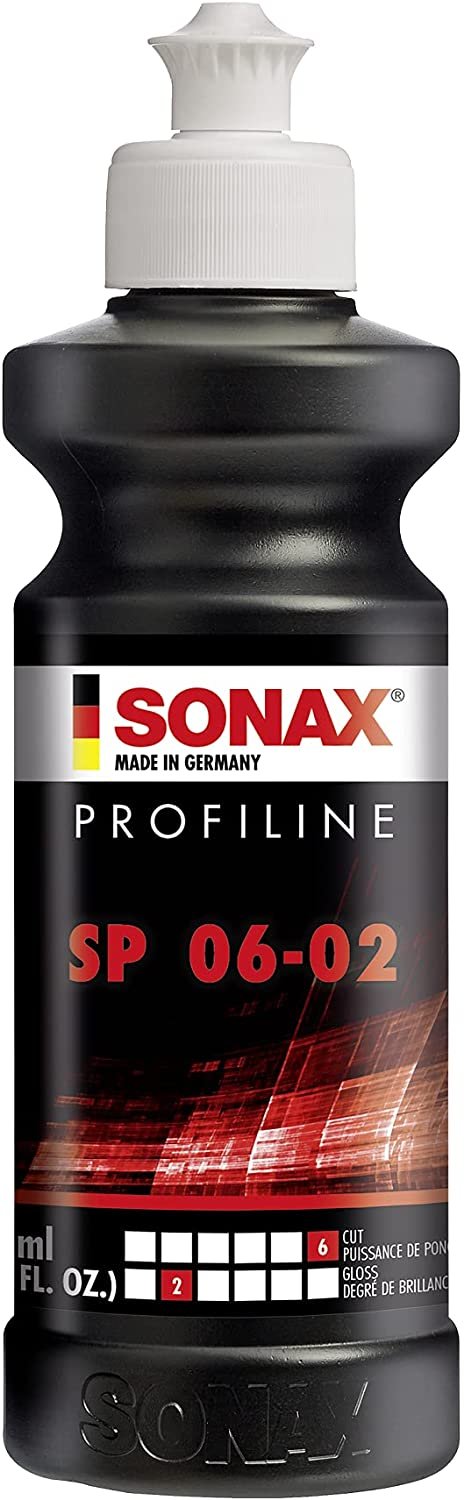 SONAX®
MADE IN GERMANY
PROFILINE
SP 06-02
ml
FL. OZ.)
6
CUT
PUISSANCE DE PON
2
GLOSS
DEGRÉ DE BRILLANC
SONAX